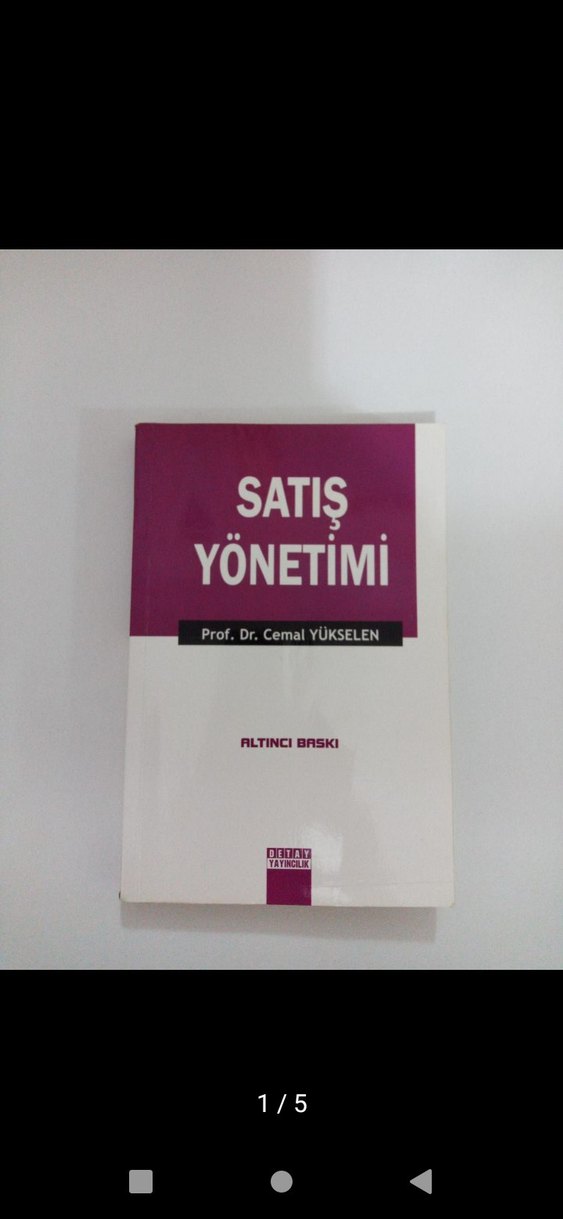 SATIŞ
YÖNETİMİ
Prof. Dr. Cemal YÜKSELEN
ALTINCI BASKI
DETAY
YAYINCILIK
1 / 5